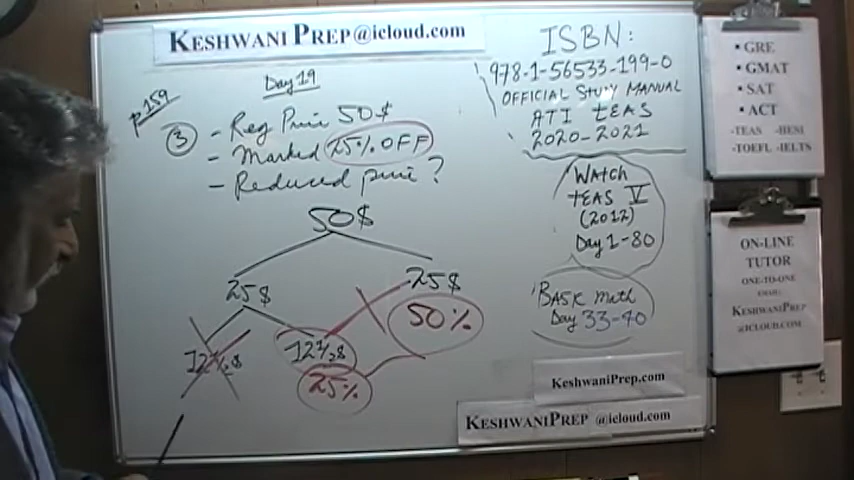 KESHWANI PREP@icloud.com
Day 19
p.159
3 - Reg Price 50$
- Marked 25% OFF
- Reduced price ?
50$
25$
25$
50%
12½$
12½$
25%
ISBN:
978-1-56533-199-0
OFFICIAL STUDY MANUAL
ATI TEAS
2020-2021
WATCH
TEAS V
(2012)
Day 1-80
BASIC Math
Day 33-40
KESHWANIPREP.COM
KESHWANIPREP @icloud.com
• GRE
• GMAT
• SAT
• ACT
-TEAS -HESI
-TOEFL -IELTS
ON-LINE
TUTOR
ONE-TO-ONE
EMAIL:
KESHWANIPREP
@ICLOUD.COM